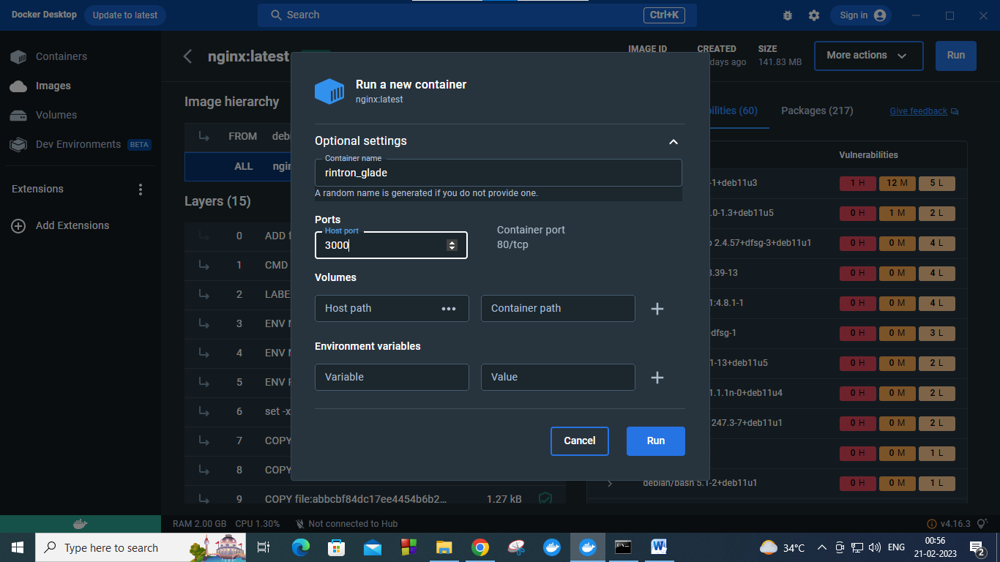 Docker Desktop
Update to latest
Search
Ctrl+K
Sign in
Containers
Images
Volumes
Dev Environments
BETA
Extensions
Add Extensions
nginx:latest
IMAGE ID
CREATED
days ago
SIZE
141.83 MB
More actions
Run
Image hierarchy
FROM
ALL
Layers (15)
0 ADD
1 CMD
2
3 ENV
4 ENV
5 ENV
6 set -x
7 COPY
8 COPY
9 COPY file:abbcbf84dc17ee4454b6b2... 1.27 kB
Run a new container
nginx:latest
Optional settings
Container name
rintron_glade
A random name is generated if you do not provide one.
Ports
Host port
3000
Container port
80/tcp
Volumes
Host path
Container path
Environment variables
Variable
Value
Cancel
Run
(60)
Packages (217)
Give feedback
Vulnerabilities
-1+deb11u3 1 H 12 M 5 L
.0-1.3+deb11u5 0 H 1 M 2 L
2.4.57+dfsg-3+deb11u1 0 H 0 M 4 L
.39-13 0 H 0 M 4 L
1:4.8.1-1 0 H 0 M 4 L
dfsg-1 0 H 0 M 3 L
1-13+deb11u5 0 H 0 M 2 L
1.1.1n-0+deb11u4 0 H 0 M 2 L
247.3-7+deb11u1 0 H 0 M 2 L
0 H 0 M 1 L
debian/bash 5.1-2+deb11u1 0 H 0 M 1 L
RAM 2.00 GB CPU 1.30% Not connected to Hub
v4.16.3
Type here to search
34°C
ENG
00:56
21-02-2023
2